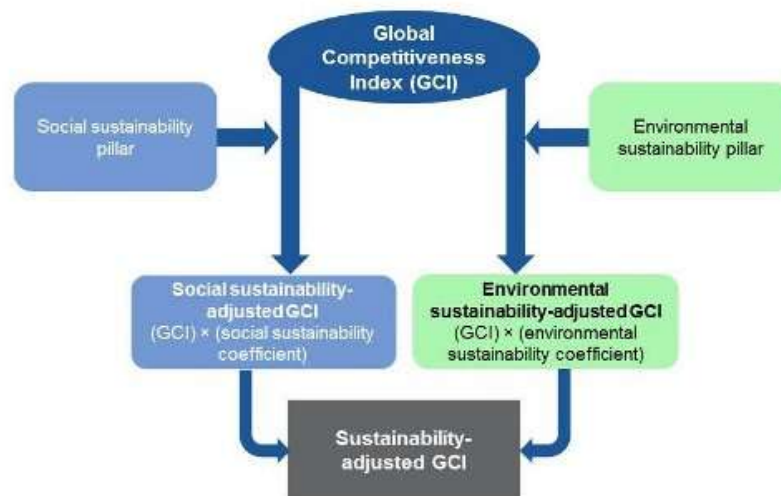 Global
Competitiveness
Index (GCI)
Social sustainability
pillar
Environmental
sustainability pillar
Social sustainability-
adjusted GCI
(GCI) × (social sustainability
coefficient)
Environmental
sustainability-adjusted GCI
(GCI) × (environmental
sustainability coefficient)
Sustainability-
adjusted GCI